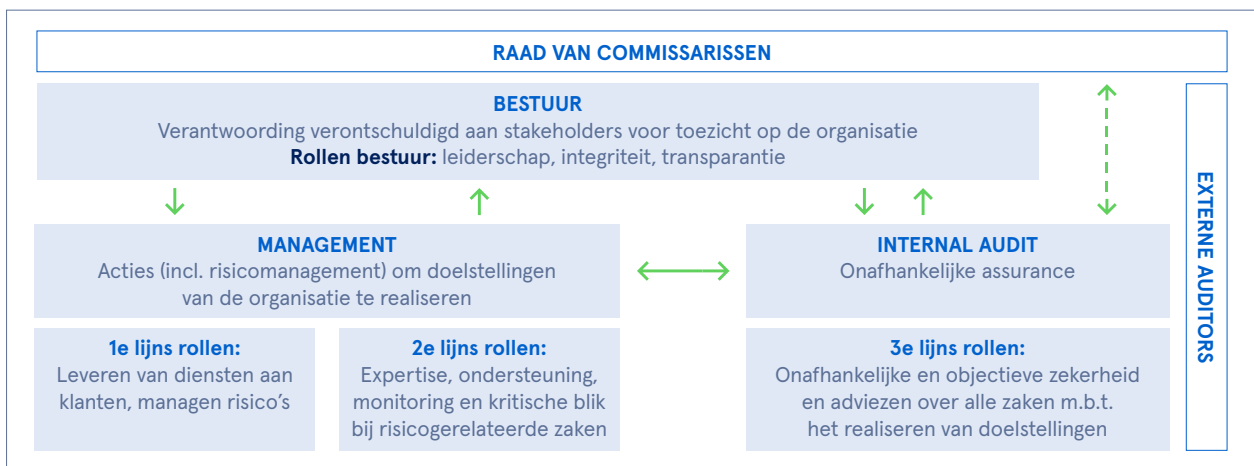 RAAD VAN COMMISSARISSEN
BESTUUR
Verantwoording verontschuldigd aan stakeholders voor toezicht op de organisatie
Rollen bestuur: leiderschap, integriteit, transparantie
MANAGEMENT
Acties (incl. risicomanagement) om doelstellingen
van de organisatie te realiseren
INTERNAL AUDIT
Onafhankelijke assurance
1e lijns rollen:
Leveren van diensten aan
klanten, managen risico’s
2e lijns rollen:
Expertise, ondersteuning,
monitoring en kritische blik
bij risicogerelateerde zaken
3e lijns rollen:
Onafhankelijke en objectieve zekerheid
en adviezen over alle zaken m.b.t.
het realiseren van doelstellingen
EXTERNE AUDITORS